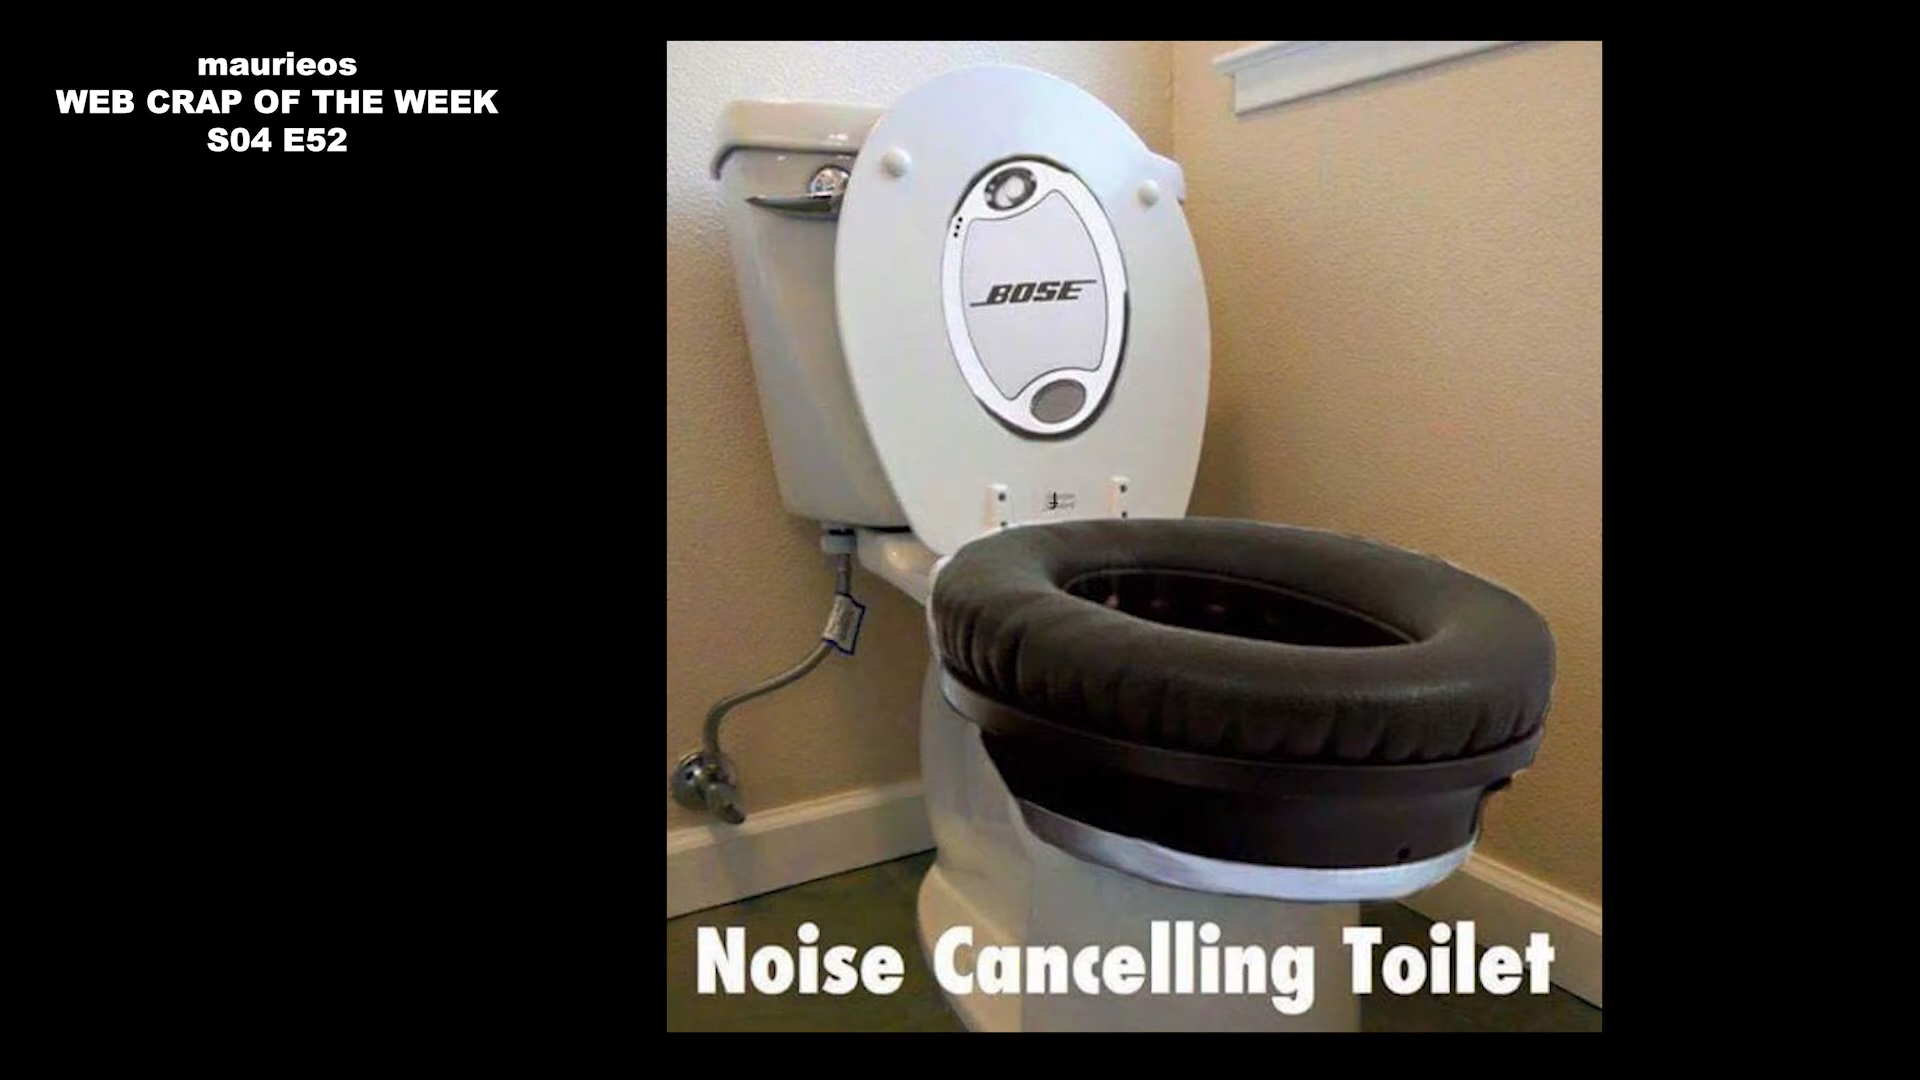 maurieos
WEB CRAP OF THE WEEK
S04 E52
BOSE
Noise Cancelling Toilet